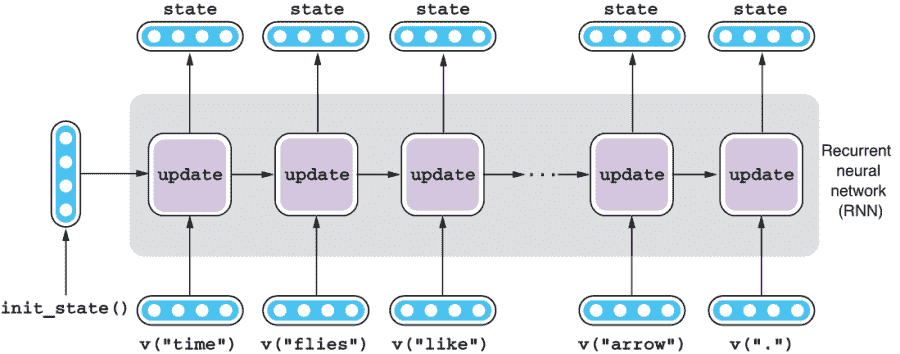 state state state state state
update update update ... update update
Recurrent
neural
network
(RNN)
init_state()
v("time") v("flies") v("like") v("arrow") v(".")